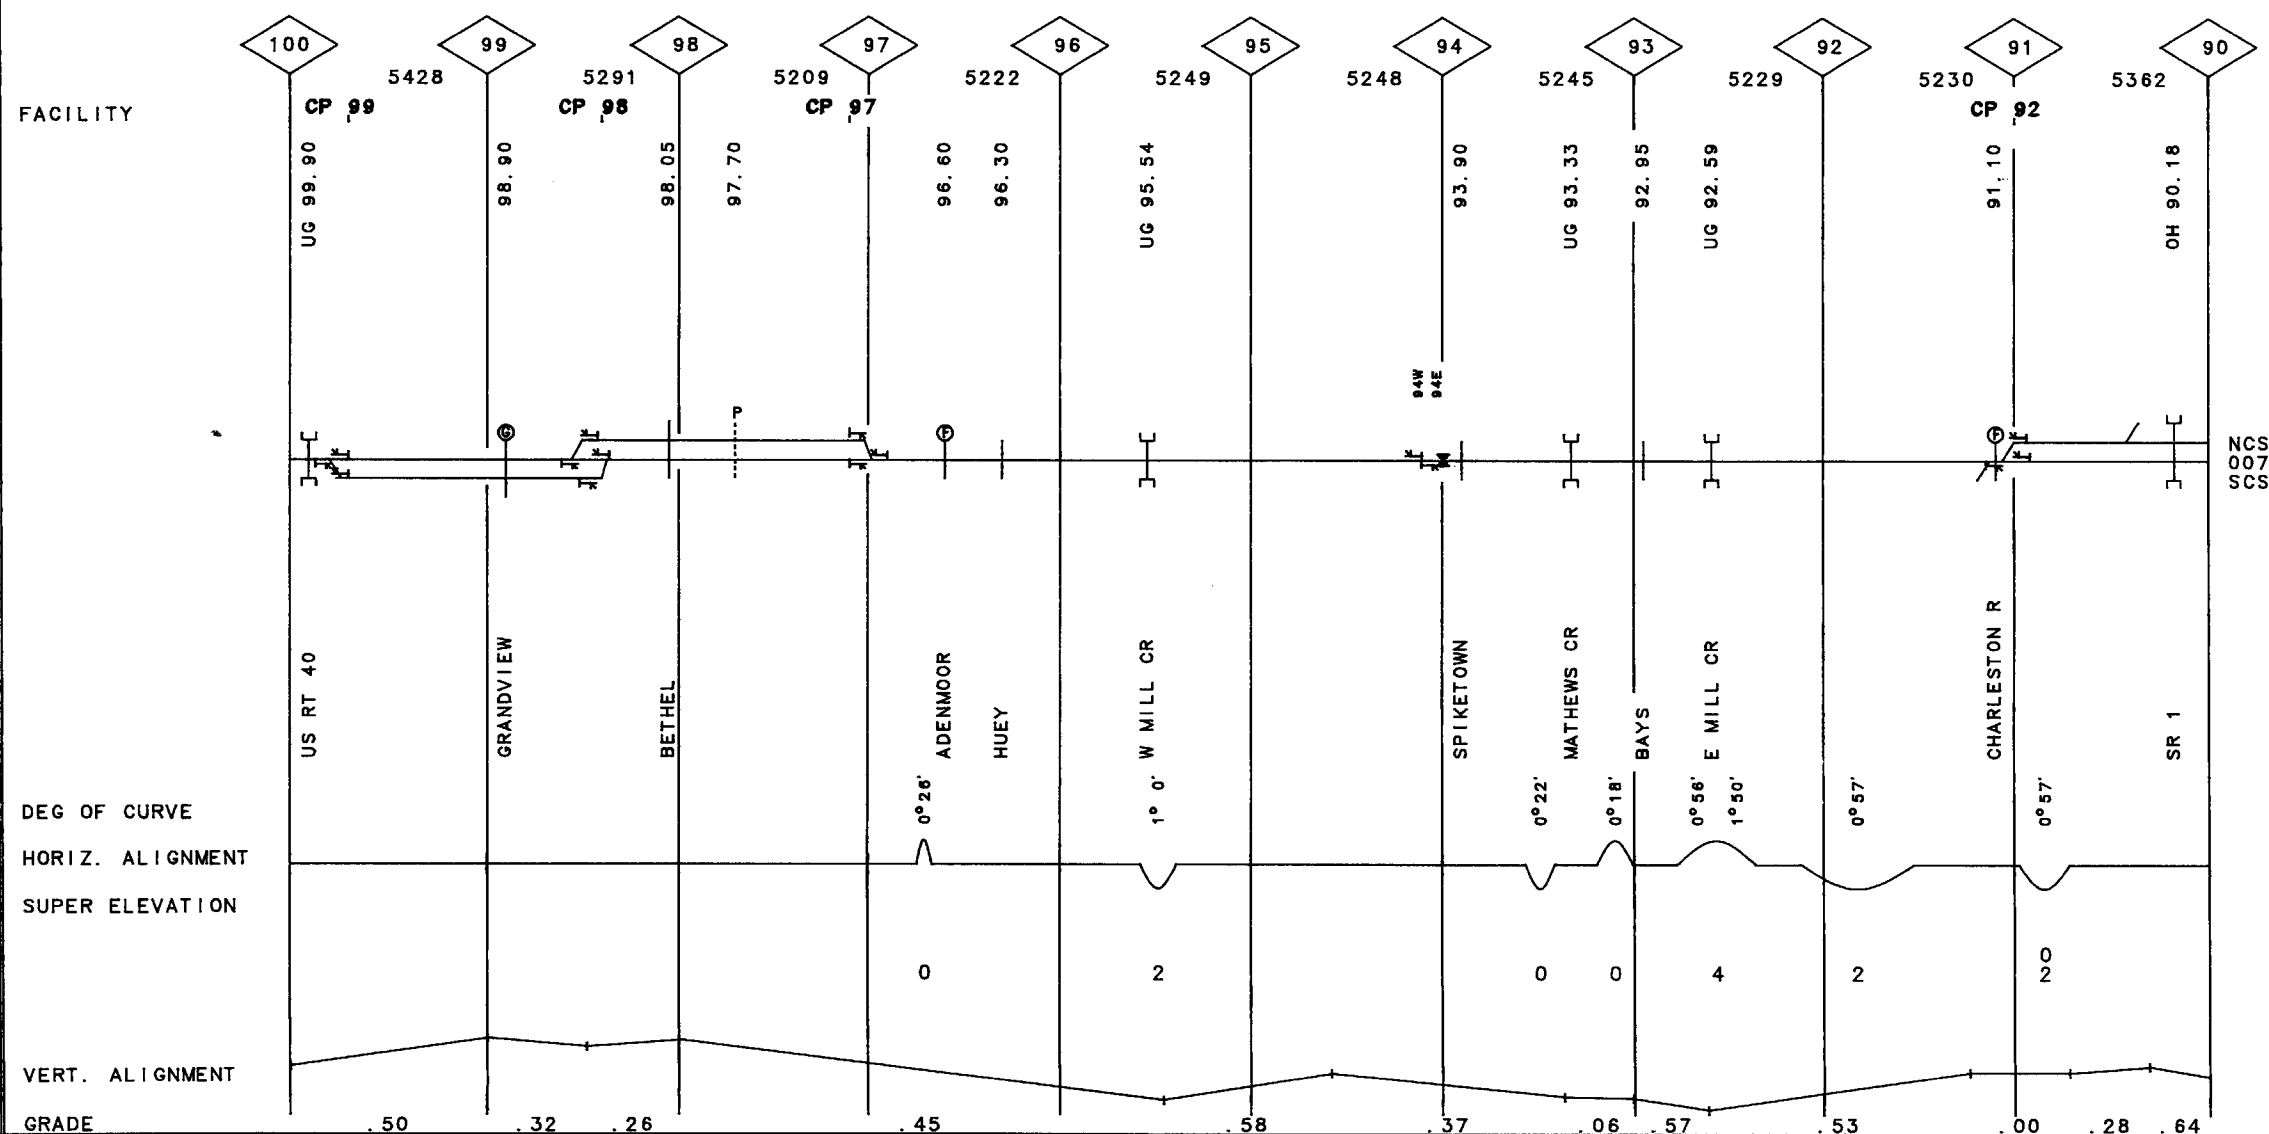 100 99 98 97 96 95 94 93 92 91 90
5428 5291 5209 5222 5249 5248 5245 5229 5230 5362
FACILITY CP 99 CP 98 CP 97 CP 92
UG 99.90
98.90
98.05
97.70
96.60
96.30
UG 95.54
93.90
UG 93.33
92.95
UG 92.59
91.10
OH 90.18
94W
94E
P
G
F
F
NCS
007
SCS
US RT 40
GRANDVIEW
BETHEL
ADENMOOR
HUEY
W MILL CR
SPIKETOWN
MATHEWS CR
BAYS
E MILL CR
CHARLESTON R
SR 1
DEG OF CURVE 0°26' 1° 0' 0°22' 0°18' 0°56' 1°50' 0°57' 0°57'
HORIZ. ALIGNMENT
SUPER ELEVATION
0
0 2 0 0 4 2 2
VERT. ALIGNMENT
GRADE .50 .32 .26 .45 .58 .37 .06 .57 .53 .00 .28 .64